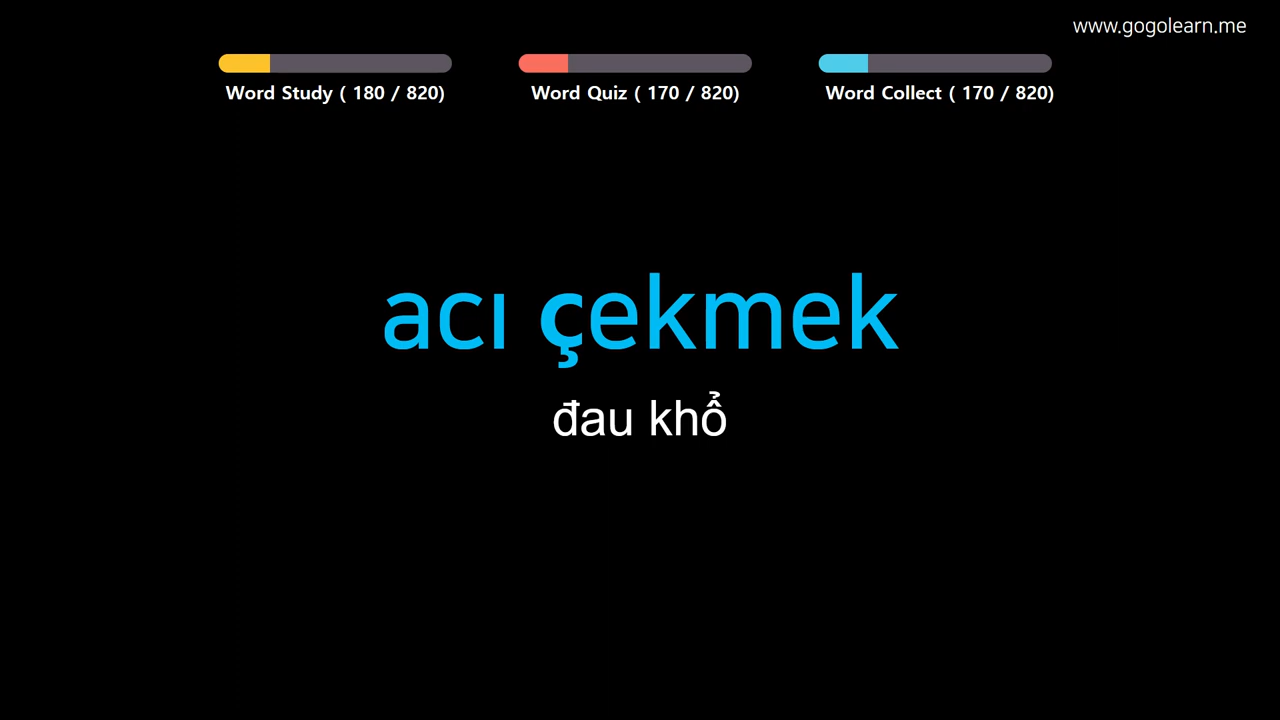 www.gogolearn.me
Word Study ( 180 / 820)
Word Quiz ( 170 / 820)
Word Collect ( 170 / 820)
acı çekmek
đau khổ